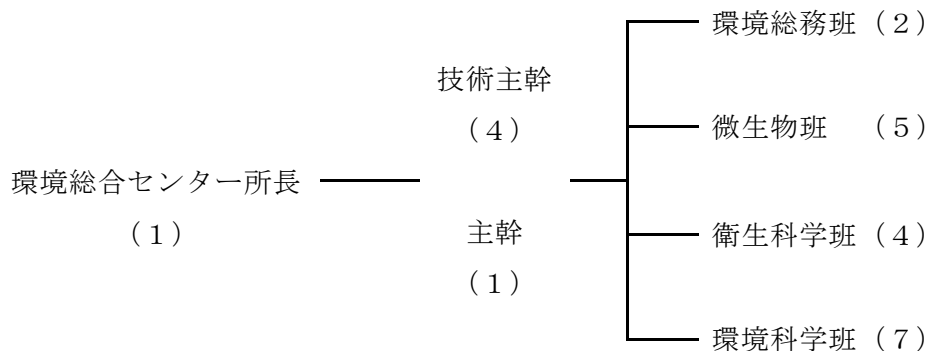 環境総務班（２）
技術主幹
（４）
微生物班　（５）
環境総合センター所長
（１）
主幹
（１）
衛生科学班（４）
環境科学班（７）